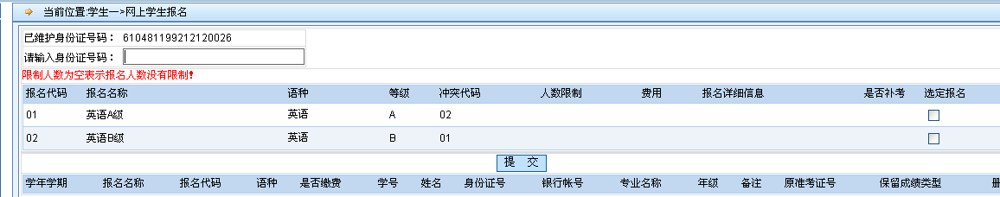 当前位置:学生—>网上学生报名
已维护身份证号码： 610481199212120026
请输入身份证号码：
限制人数为空表示报名人数没有限制!
报名代码 报名名称 语种 等级 冲突代码 人数限制 费用 报名详细信息 是否补考 选定报名
01 英语A级 英语 A 02
02 英语B级 英语 B 01
提 交
学年学期 报名名称 报名代码 语种 是否缴费 学号 姓名 身份证号 银行帐号 专业名称 年级 备注 原准考证号 保留成绩类型